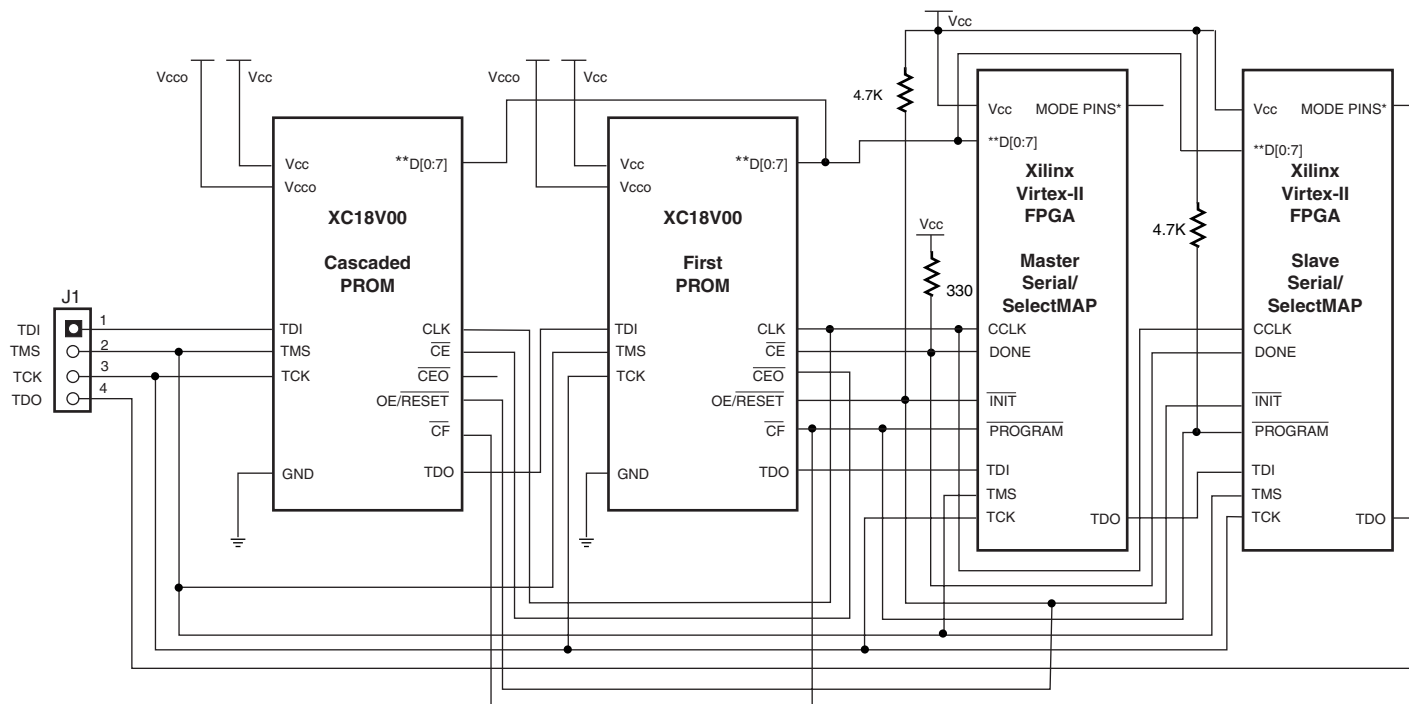 Vcc
Vcco
Vcc
Vcco
Vcc
4.7K
Vcc
MODE PINS*
Vcc
MODE PINS*
**D[0:7]
**D[0:7]
Vcc
**D[0:7]
Vcc
**D[0:7]
Vcco
Vcco
Xilinx
Virtex-II
FPGA
Xilinx
Virtex-II
FPGA
XC18V00
XC18V00
Vcc
4.7K
Cascaded
PROM
First
PROM
330
Master
Serial/
SelectMAP
Slave
Serial/
SelectMAP
J1
TDI
1
TMS
2
TCK
3
TDO
4
TDI
TMS
TCK
GND
CLK
CE
CEO
OE/RESET
CF
TDO
TDI
TMS
TCK
GND
CLK
CE
CEO
OE/RESET
CF
TDO
CCLK
DONE
INIT
PROGRAM
TDI
TMS
TCK
TDO
CCLK
DONE
INIT
PROGRAM
TDI
TMS
TCK
TDO